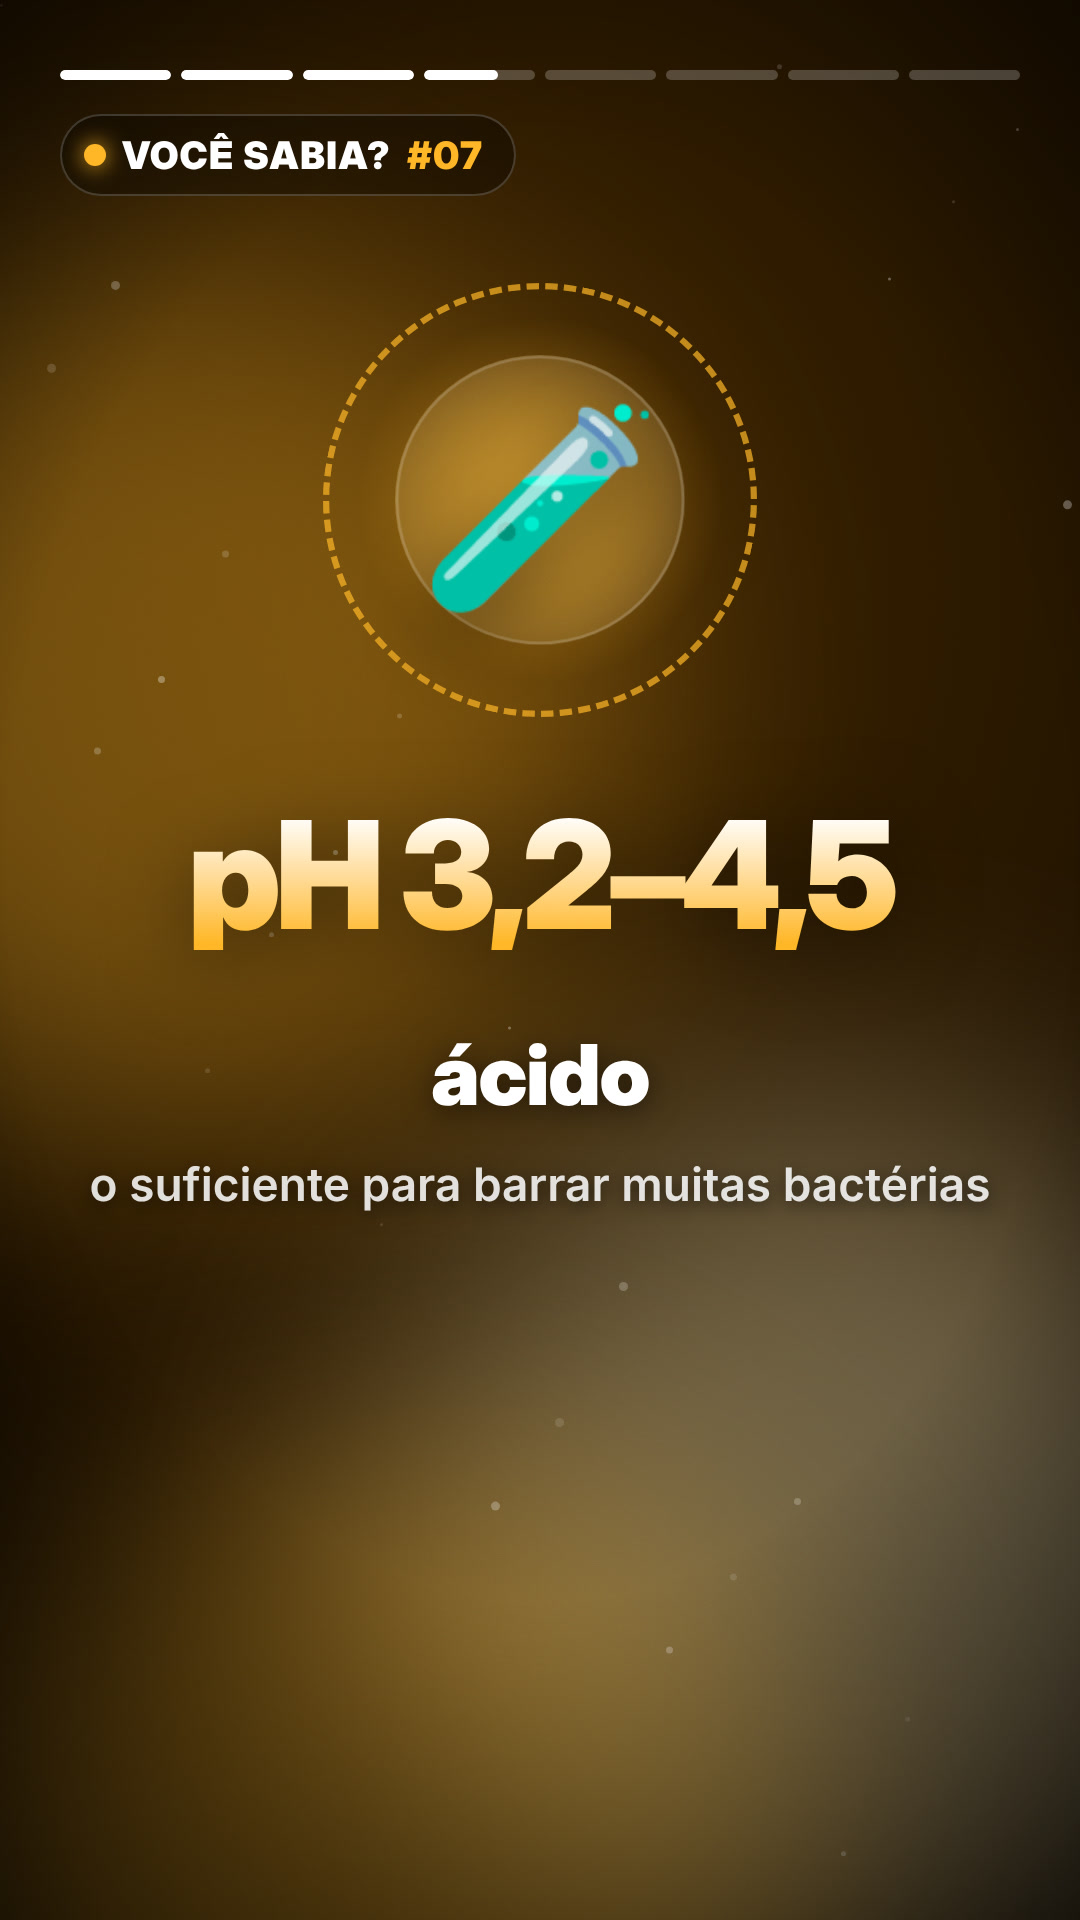 VOCÊ SABIA? #07
pH 3,2–4,5
ácido
o suficiente para barrar muitas bactérias